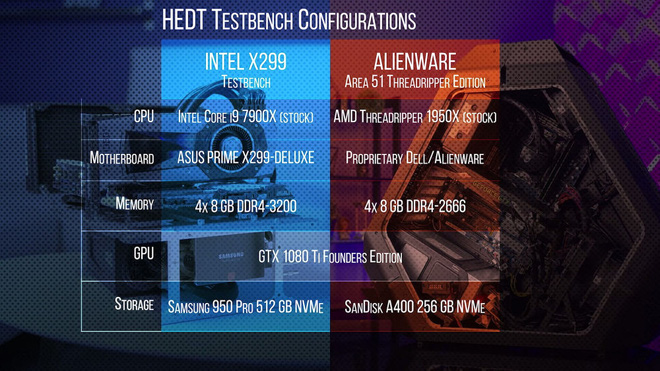 HEDT Testbench Configurations
INTEL X299 ALIENWARE
Testbench Area 51 Threadripper Edition
CPU Intel Core i9 7900X (stock) AMD Threadripper 1950X (stock)
Motherboard ASUS PRIME X299-DELUXE Proprietary Dell/Alienware
Memory 4x 8 GB DDR4-3200 4x 8 GB DDR4-2666
GPU GTX 1080 Ti Founders Edition
SAMSUNG
Storage Samsung 950 Pro 512 GB NVMe SanDisk A400 256 GB NVMe